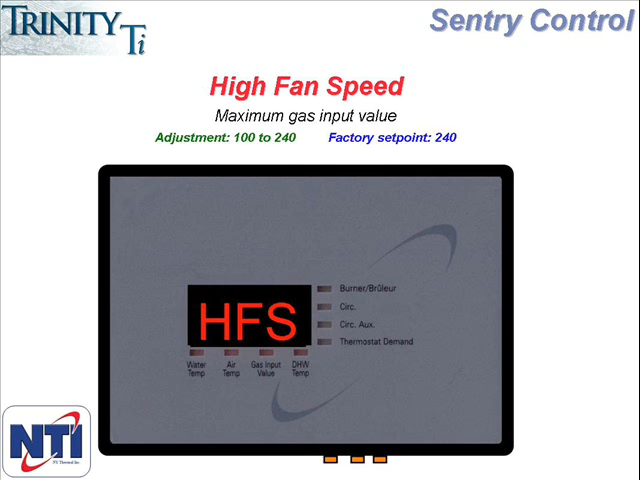 TRINITY Ti
Sentry Control
High Fan Speed
Maximum gas input value
Adjustment: 100 to 240 Factory setpoint: 240
Burner/Brûleur
HFS
Circ.
Circ. Aux.
Thermostat Demand
Water Temp
Air Temp
Gas Input Value
DHW Temp
NTI